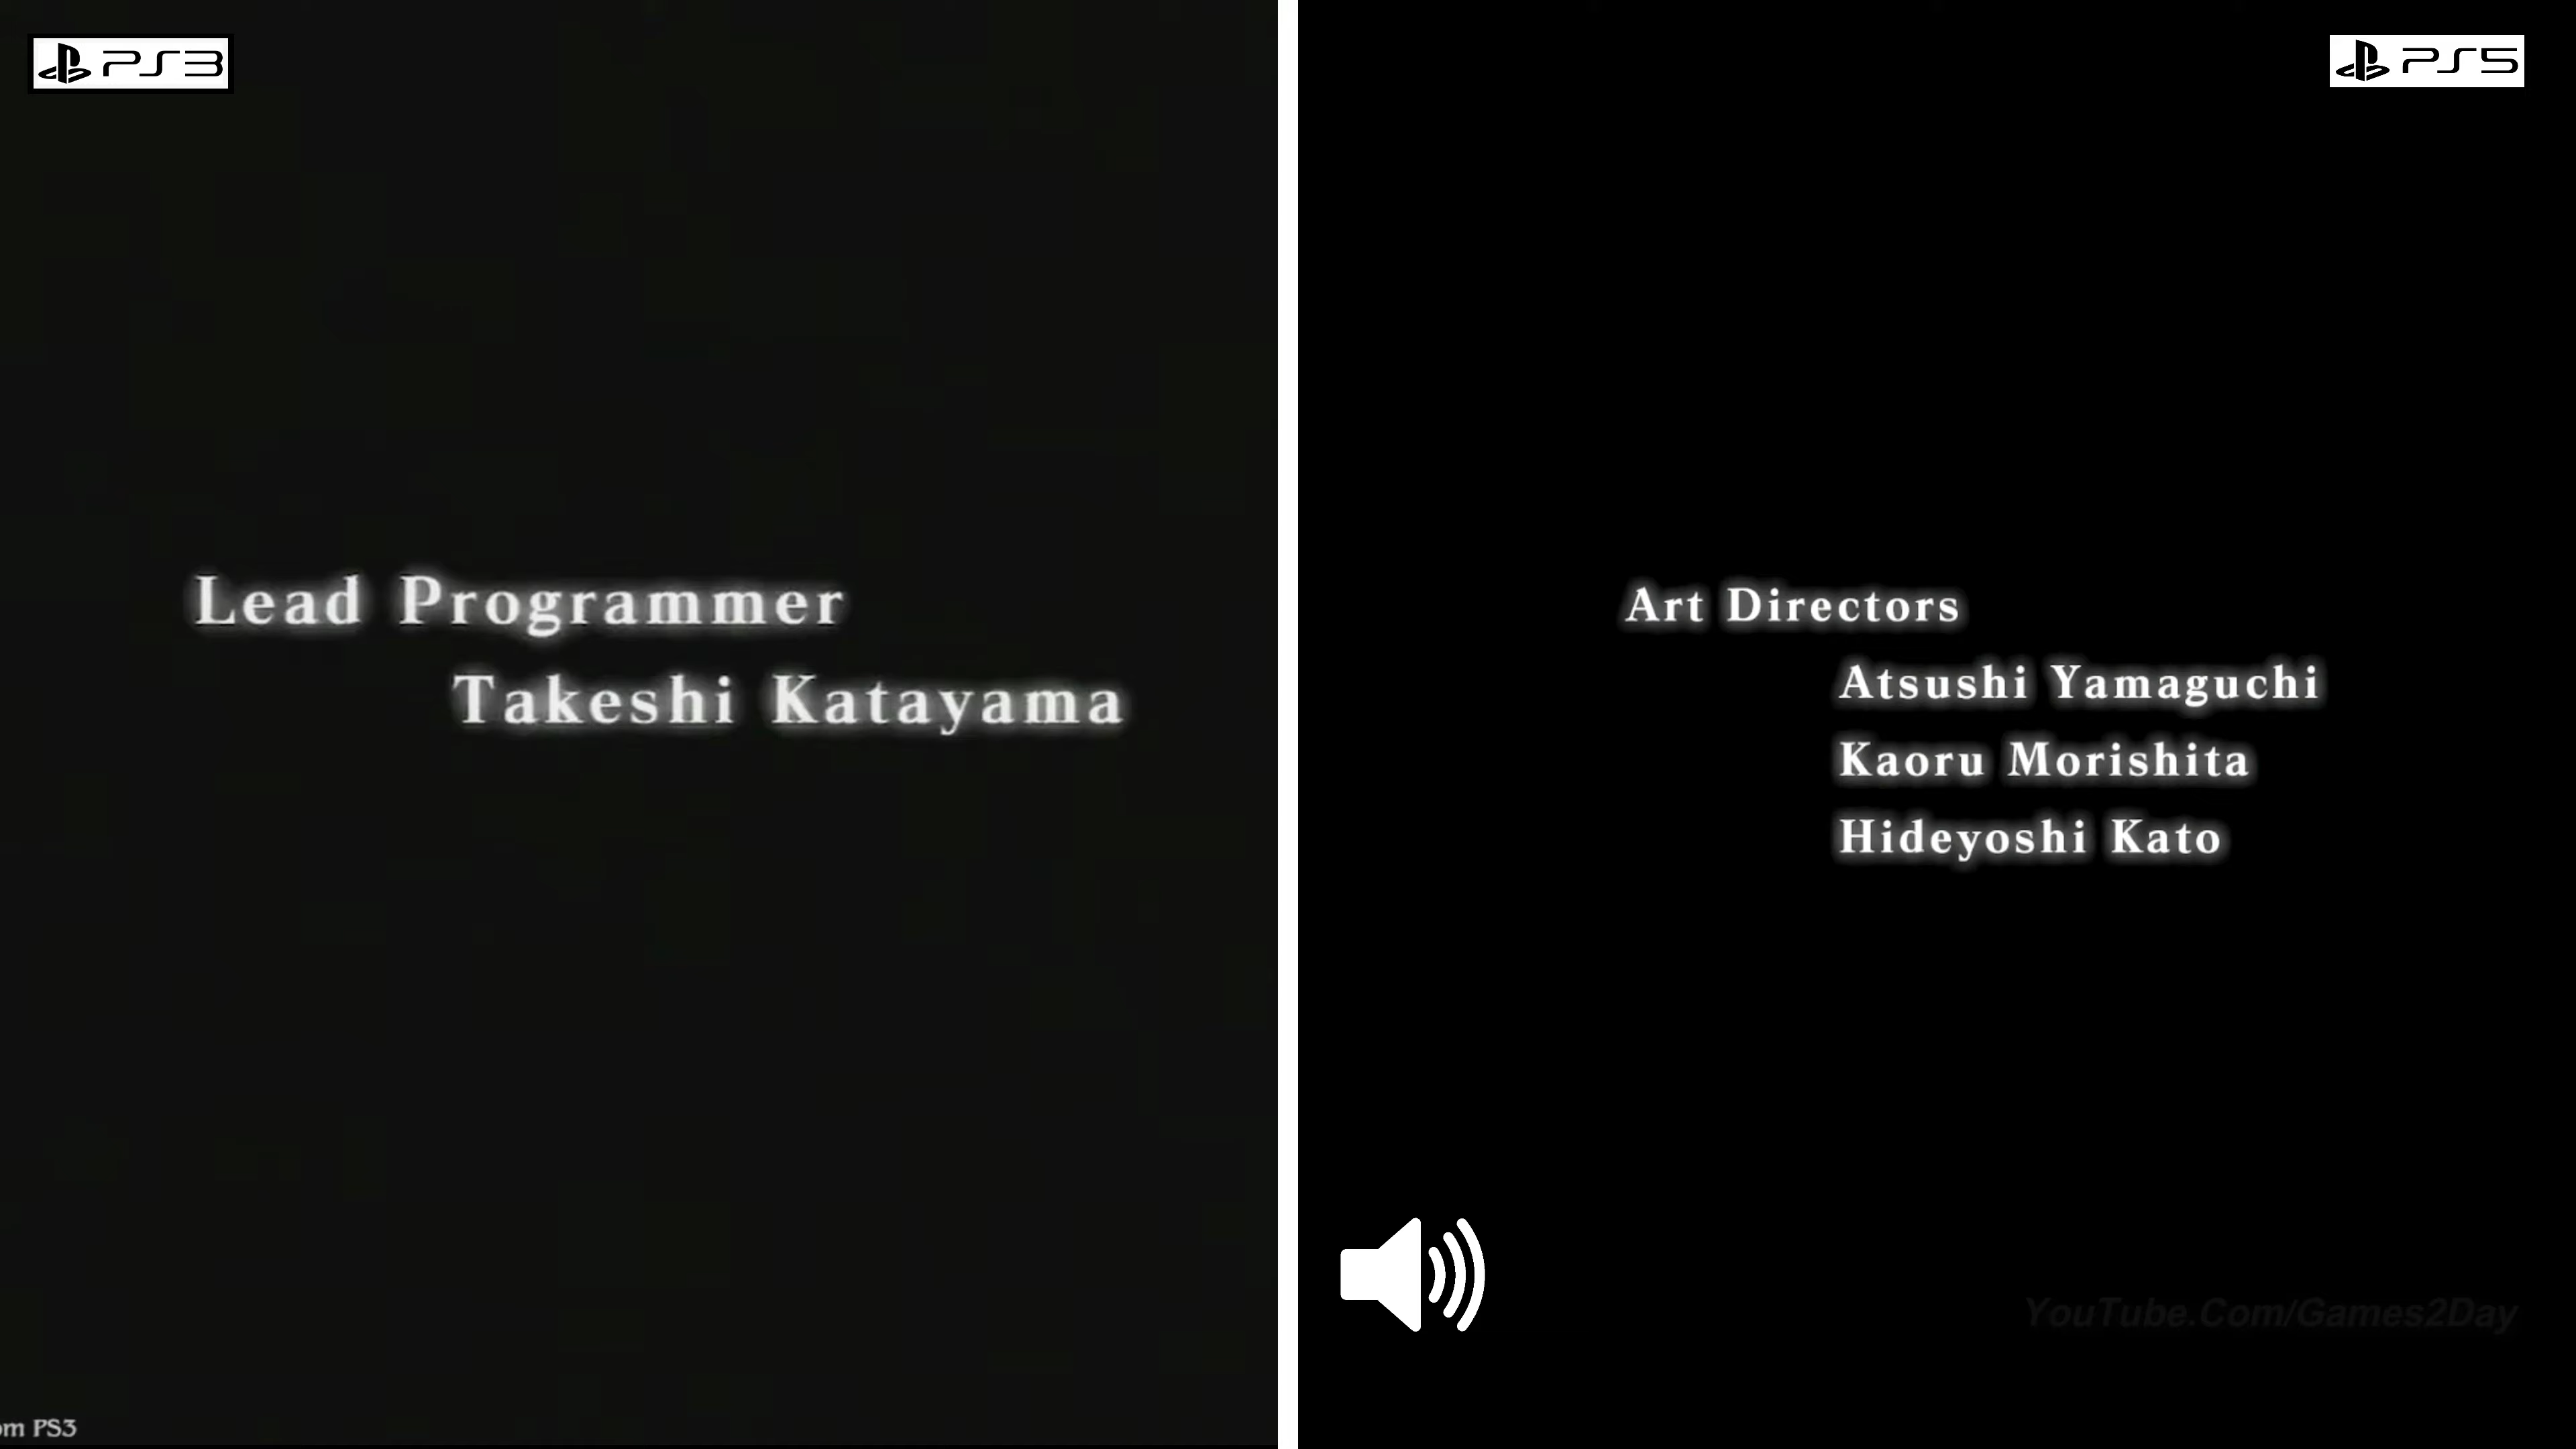 PS3
Lead Programmer
Takeshi Katayama
om PS3
PS5
Art Directors
Atsushi Yamaguchi
Kaoru Morishita
Hideyoshi Kato
YouTube.Com/Games2Day